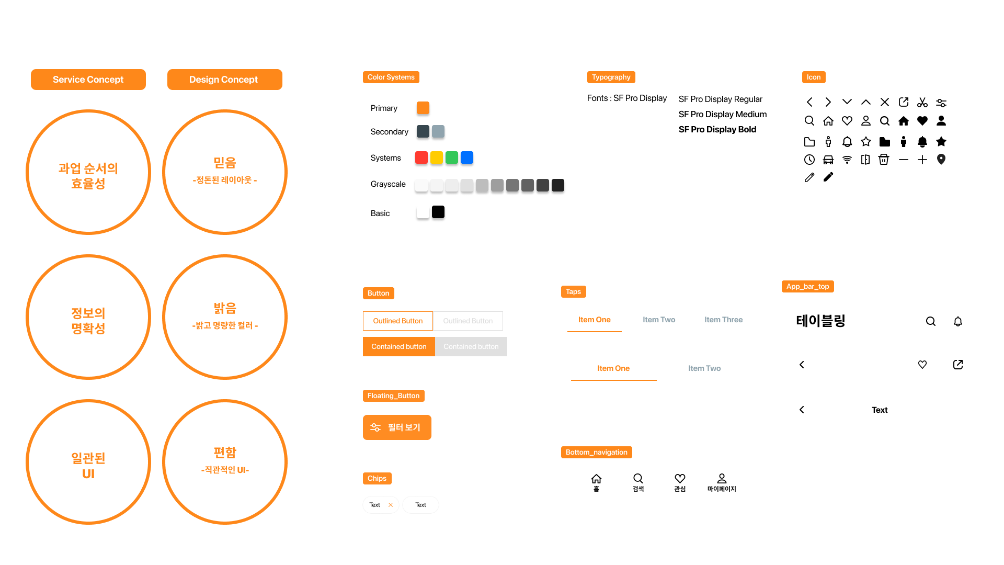 Service Concept
Design Concept
과업 순서의
효율성
믿음
-정돈된 레이아웃 -
정보의
명확성
밝음
-밝고 명량한 컬러 -
일관된
UI
편함
-직관적인 UI-
Color Systems
Primary
Secondary
Systems
Grayscale
Basic
Typography
Fonts : SF Pro Display
SF Pro Display Regular
SF Pro Display Medium
SF Pro Display Bold
Icon
Button
Outlined Button
Outlined Button
Contained button
Contained button
Floating_Button
필터 보기
Chips
Text
Text
Taps
Item One
Item Two
Item Three
Item One
Item Two
Bottom_navigation
홈
검색
관심
마이페이지
App_bar_top
테이블링
Text